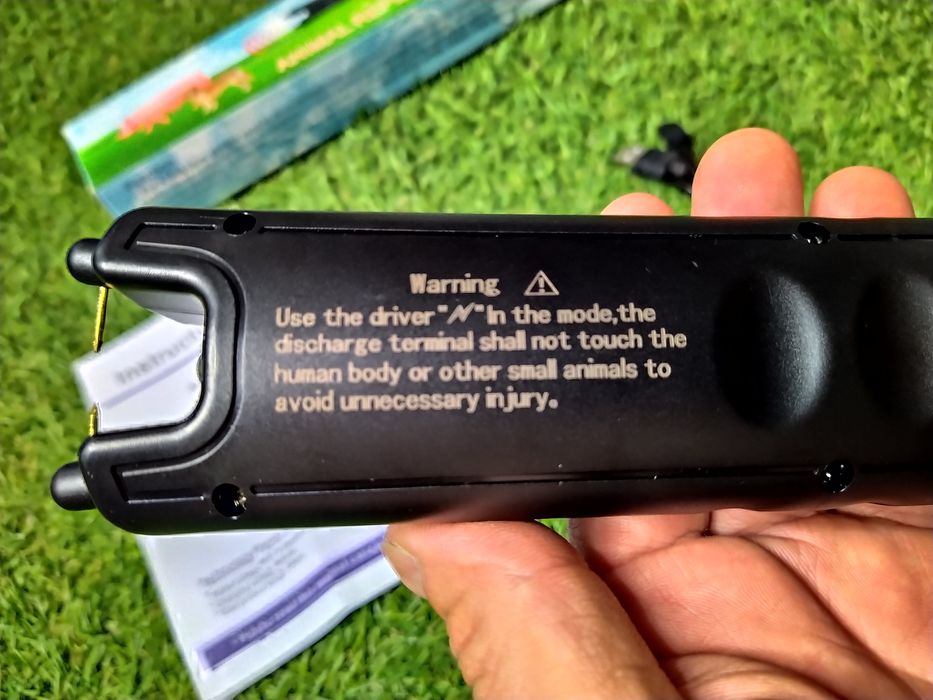 ANIMAL
Warning
Use the driver"N"In the mode,the
discharge terminal shall not touch the
human body or other small animals to
avoid unnecessary injury.